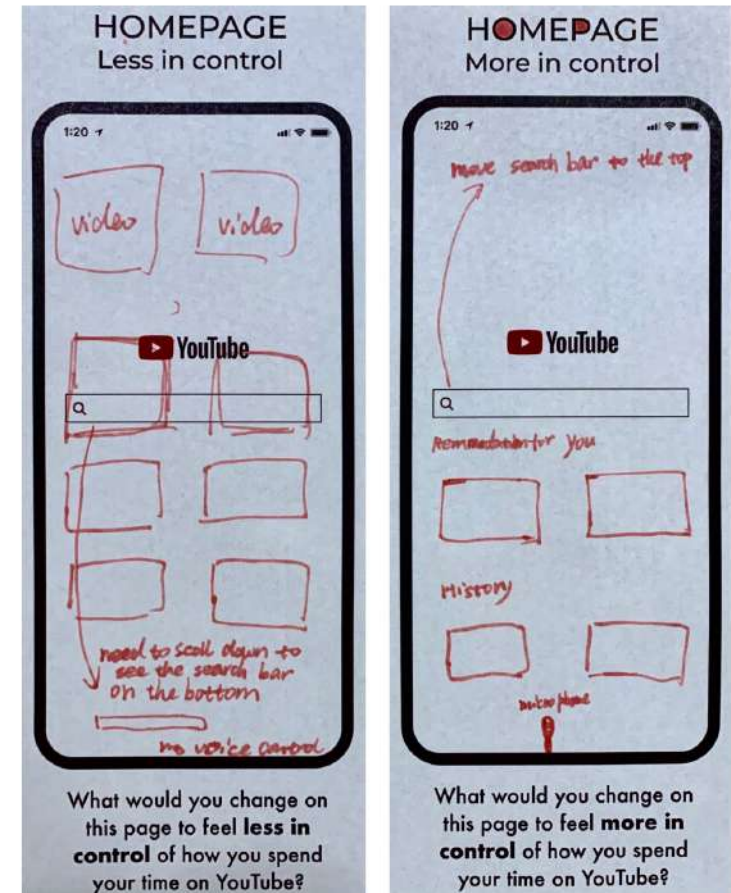 HOMEPAGE
Less in control
1:20
video
video
YouTube
need to scoll down to
see the search bar
on the bottom
no voice control
What would you change on
this page to feel less in
control of how you spend
your time on YouTube?
HOMEPAGE
More in control
1:20
move search bar to the top
YouTube
for you
History
microphone
What would you change on
this page to feel more in
control of how you spend
your time on YouTube?